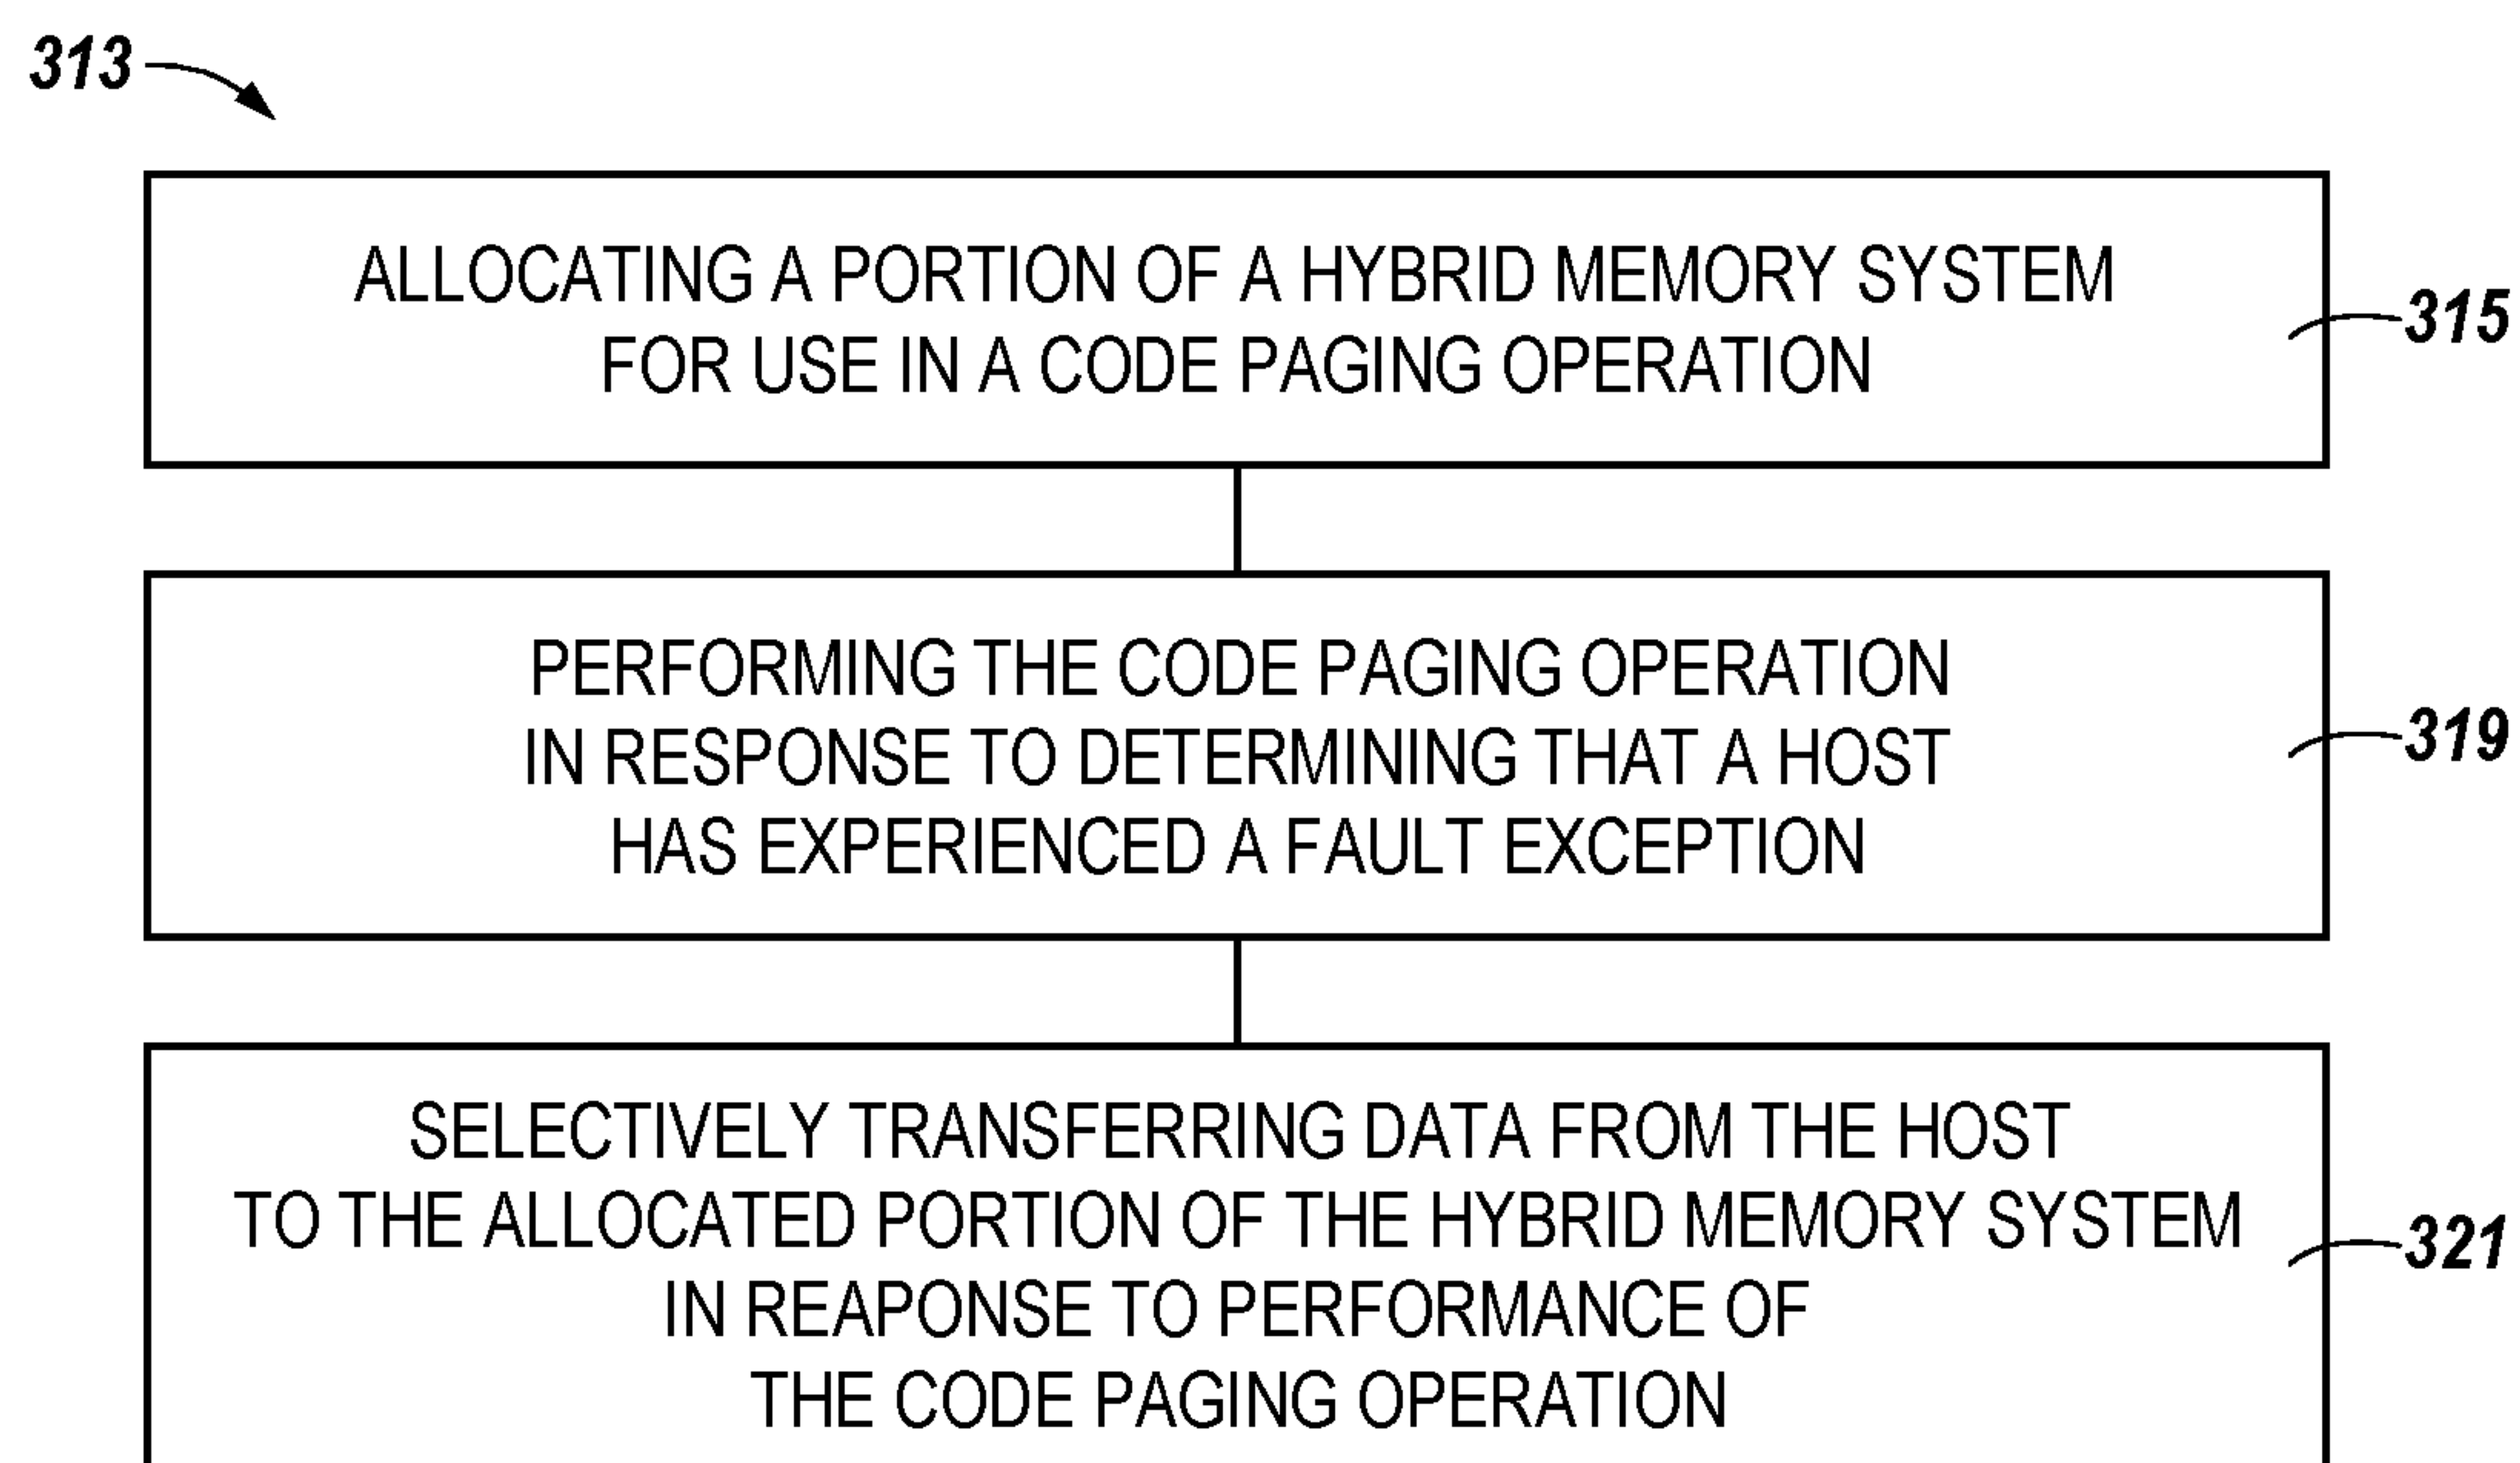 313
ALLOCATING A PORTION OF A HYBRID MEMORY SYSTEM
FOR USE IN A CODE PAGING OPERATION
315
PERFORMING THE CODE PAGING OPERATION
IN RESPONSE TO DETERMINING THAT A HOST
HAS EXPERIENCED A FAULT EXCEPTION
319
SELECTIVELY TRANSFERRING DATA FROM THE HOST
TO THE ALLOCATED PORTION OF THE HYBRID MEMORY SYSTEM
IN REAPONSE TO PERFORMANCE OF
THE CODE PAGING OPERATION
321